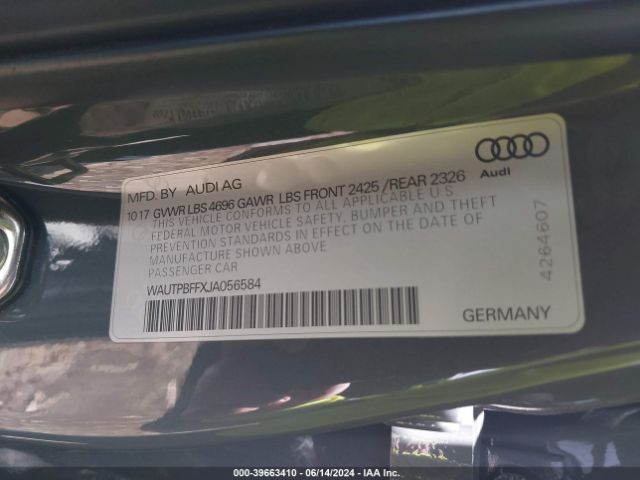 MFD. BY AUDI AG
Audi
10 17 GVWR LBS 4696 GAWR LBS FRONT 2425 /REAR 2326
THIS VEHICLE CONFORMS TO ALL APPLICABLE U.S.
FEDERAL MOTOR VEHICLE SAFETY, BUMPER AND THEFT
PREVENTION STANDARDS IN EFFECT ON THE DATE OF
MANUFACTURE SHOWN ABOVE
PASSENGER CAR
WAUTPBFFXJA056584
GERMANY
4264607
000-39663410 - 06/14/2024 - IAA Inc.